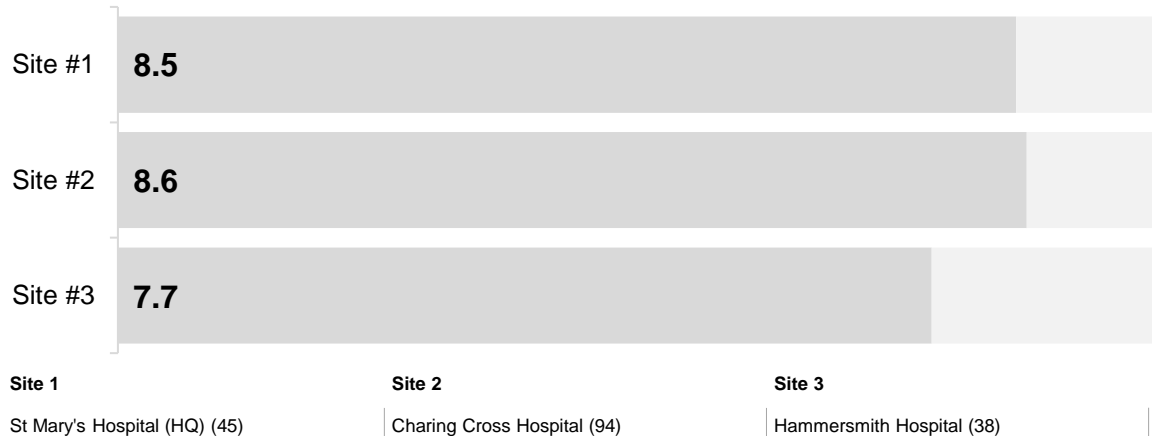 Site #1 8.5
Site #2 8.6
Site #3 7.7
Site 1 Site 2 Site 3
St Mary's Hospital (HQ) (45) Charing Cross Hospital (94) Hammersmith Hospital (38)